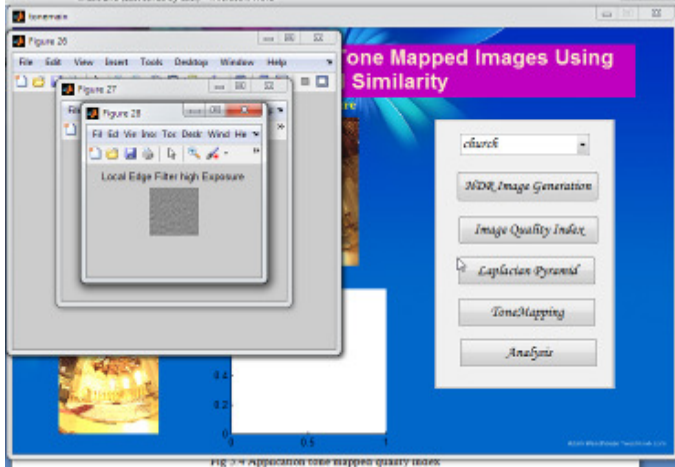 tonemain
Figure 26
File Edit View Insert Tools Desktop Window Help
Tone Mapped Images Using
Similarity
Figure 27
Figure 28
Fil Ed Vie Inse Toc Desk Wind He
Local Edge Filter high Exposure
church
HDR Image Generation
Image Quality Index
Laplacian Pyramid
ToneMapping
Analysis
0.4
0.2
0
0 0.5 1
Fig 5.4 Application tone mapped quality index